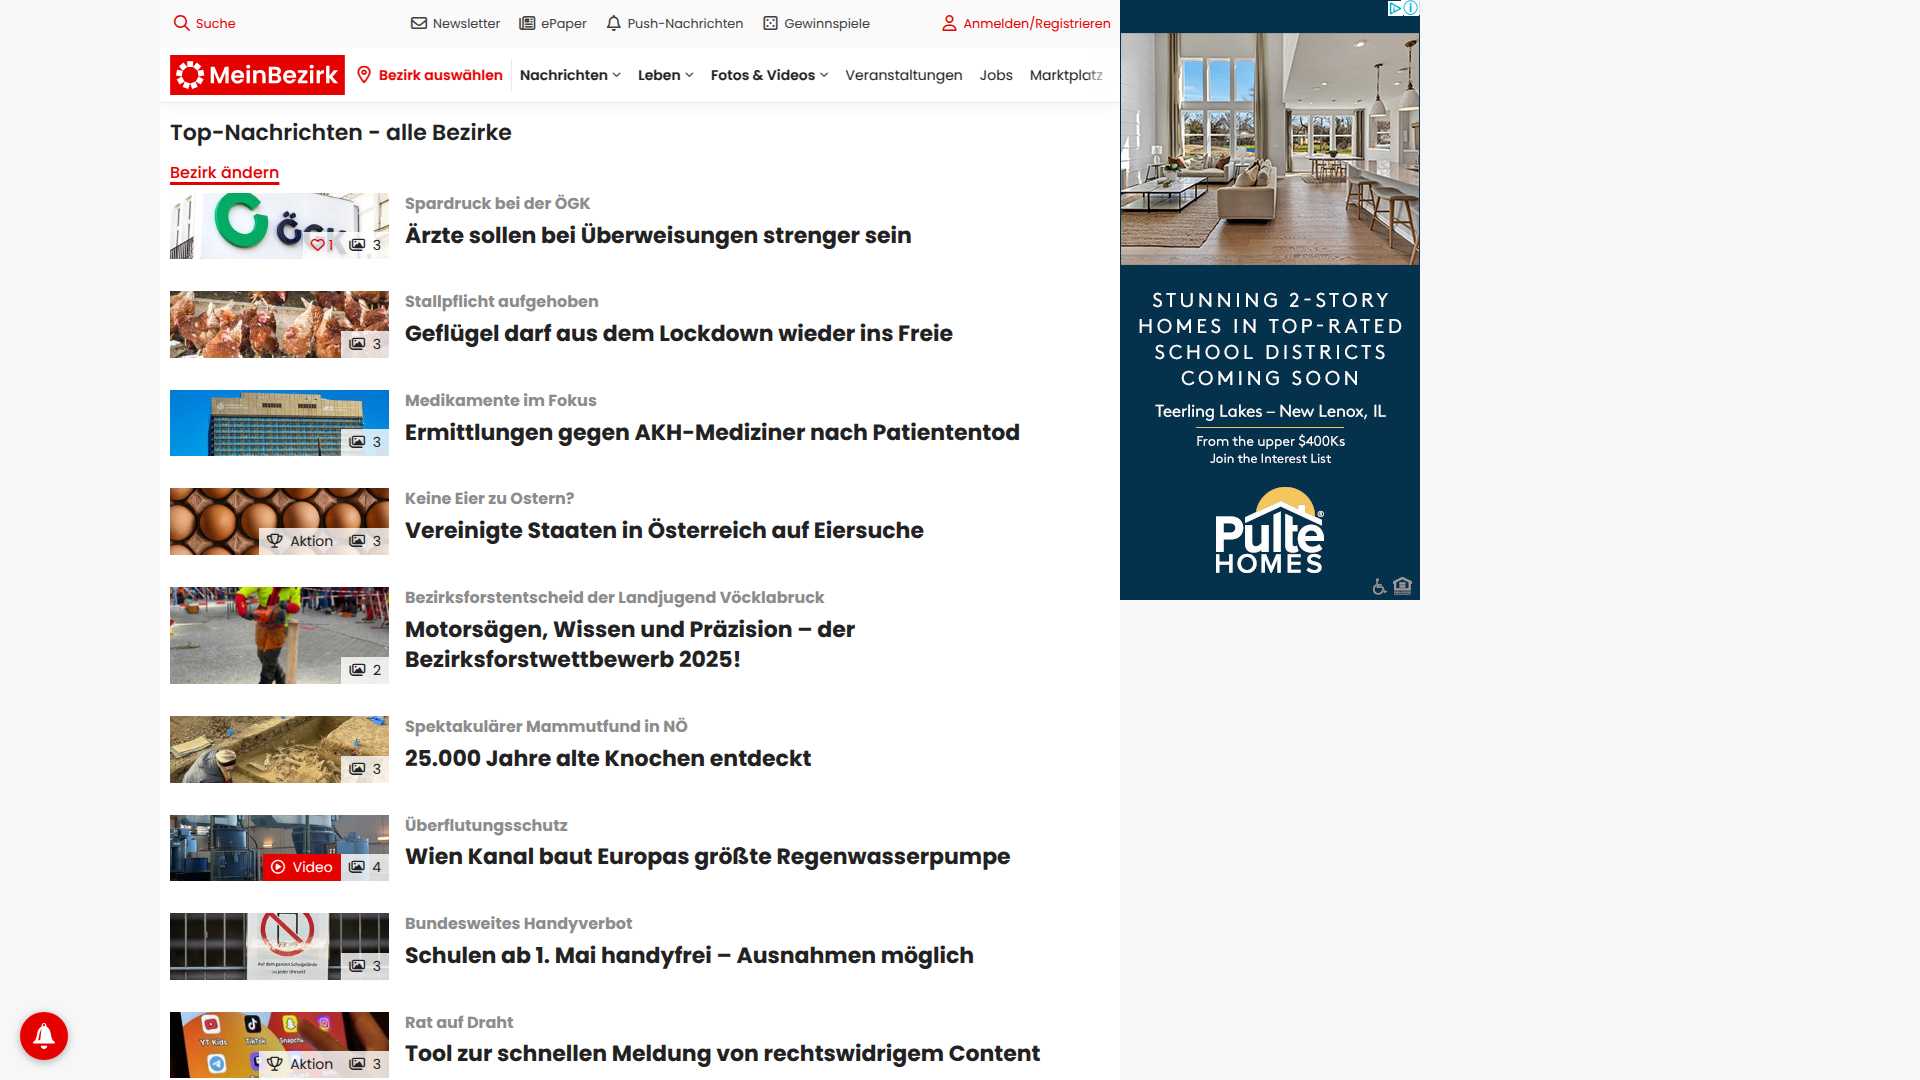 Suche
Newsletter
ePaper
Push-Nachrichten
Gewinnspiele
Anmelden/Registrieren
MeinBezirk
Bezirk auswählen
Nachrichten
Leben
Fotos & Videos
Veranstaltungen
Jobs
Marktplatz
Top-Nachrichten - alle Bezirke
Bezirk ändern
1
3
Spardruck bei der ÖGK
Ärzte sollen bei Überweisungen strenger sein
3
Stallpflicht aufgehoben
Geflügel darf aus dem Lockdown wieder ins Freie
3
Medikamente im Fokus
Ermittlungen gegen AKH-Mediziner nach Patiententod
Aktion
3
Keine Eier zu Ostern?
Vereinigte Staaten in Österreich auf Eiersuche
2
Bezirksforstentscheid der Landjugend Vöcklabruck
Motorsägen, Wissen und Präzision – der
Bezirksforstwettbewerb 2025!
3
Spektakulärer Mammutfund in NÖ
25.000 Jahre alte Knochen entdeckt
Video
4
Überflutungsschutz
Wien Kanal baut Europas größte Regenwasserpumpe
3
Bundesweites Handyverbot
Schulen ab 1. Mai handyfrei – Ausnahmen möglich
YT Kids
TikTok
Aktion
3
Rat auf Draht
Tool zur schnellen Meldung von rechtswidrigem Content
STUNNING 2-STORY
HOMES IN TOP-RATED
SCHOOL DISTRICTS
COMING SOON
Teerling Lakes – New Lenox, IL
From the upper $400Ks
Join the Interest List
Pulte®
HOMES